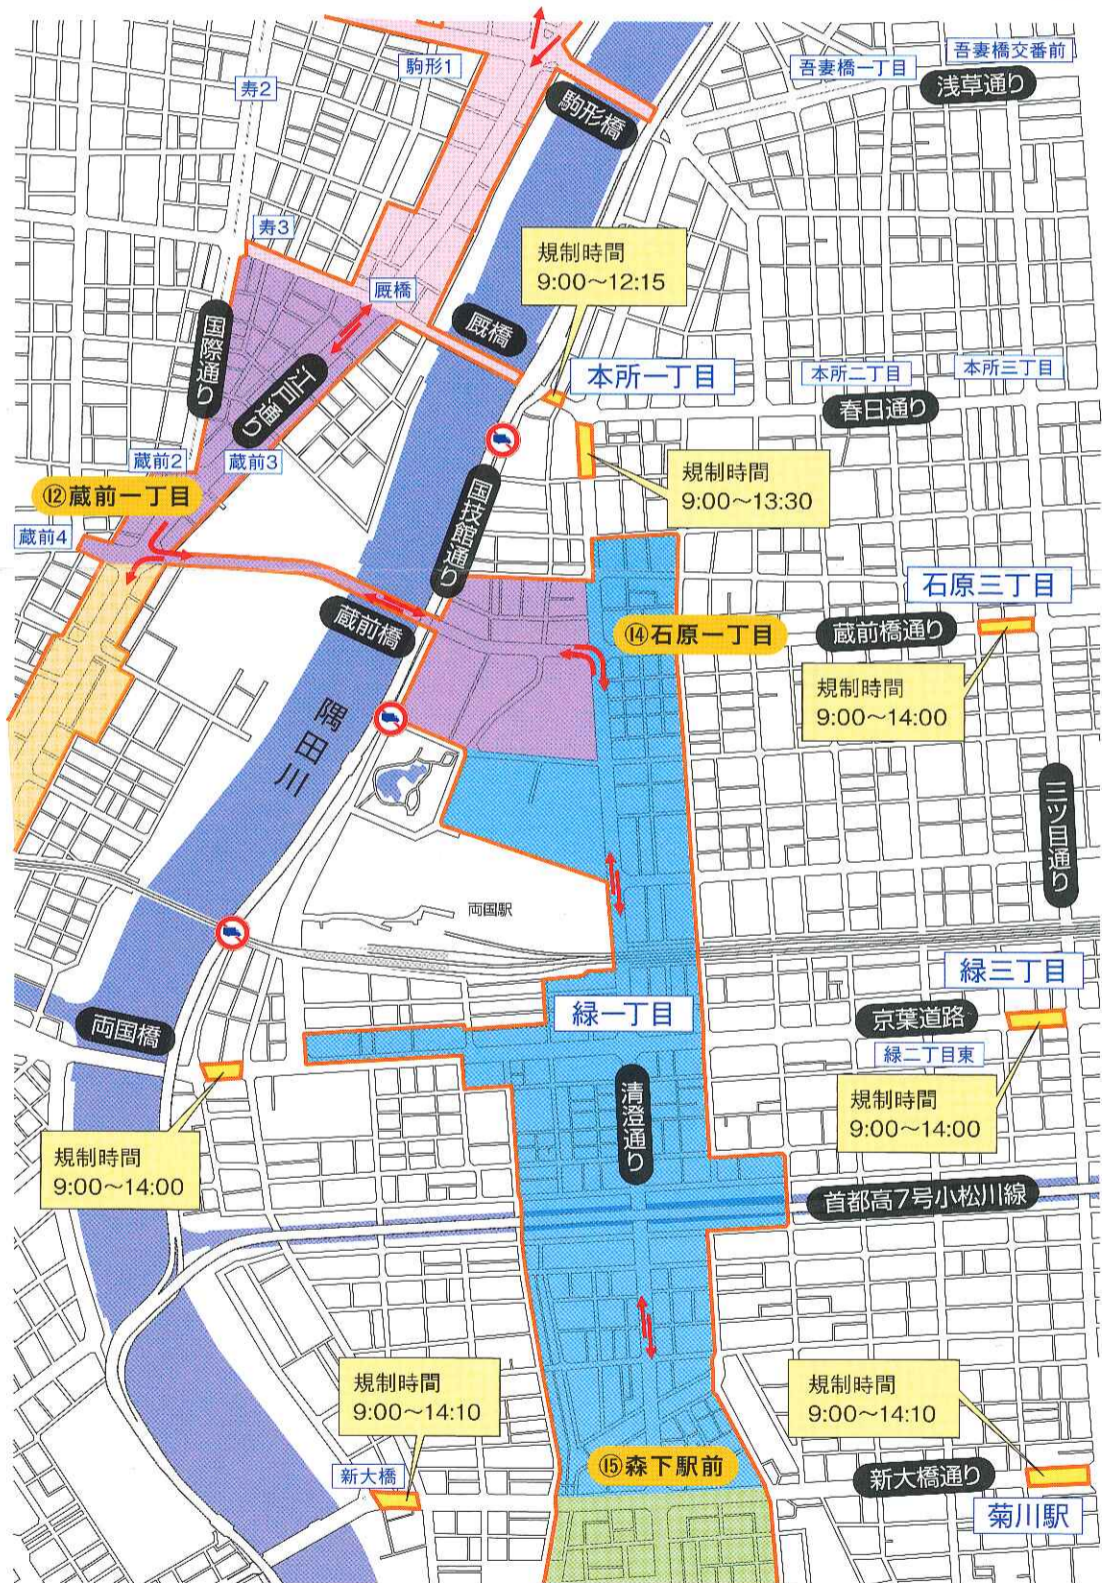 駒形1
吾妻橋一丁目
吾妻橋交番前
浅草通り
寿2
駒形橋
寿3
規制時間
9:00〜12:15
厩橋
厩橋
国際通り
江戸通り
本所一丁目
本所二丁目
本所三丁目
春日通り
蔵前2
蔵前3
⑫蔵前一丁目
規制時間
9:00〜13:30
国技館通り
蔵前4
石原三丁目
蔵前橋
⑭石原一丁目
蔵前橋通り
規制時間
9:00〜14:00
隅田川
三ツ目通り
両国駅
緑三丁目
緑一丁目
京葉道路
両国橋
緑二丁目東
清澄通り
規制時間
9:00〜14:00
規制時間
9:00〜14:00
首都高7号小松川線
規制時間
9:00〜14:10
規制時間
9:00〜14:10
新大橋
⑮森下駅前
新大橋通り
菊川駅